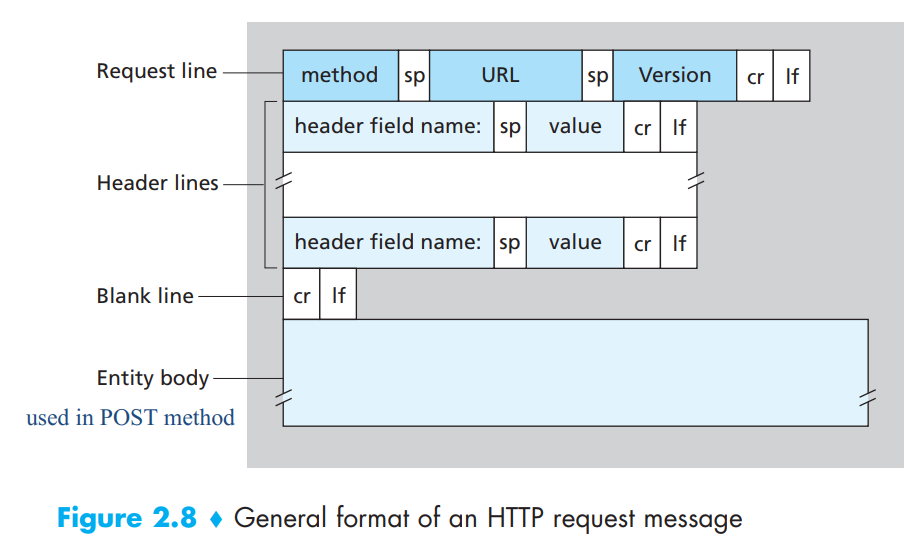 Request line method sp URL sp Version cr lf
header field name: sp value cr lf
Header lines
header field name: sp value cr lf
Blank line cr lf
Entity body
used in POST method
Figure 2.8 ♦ General format of an HTTP request message